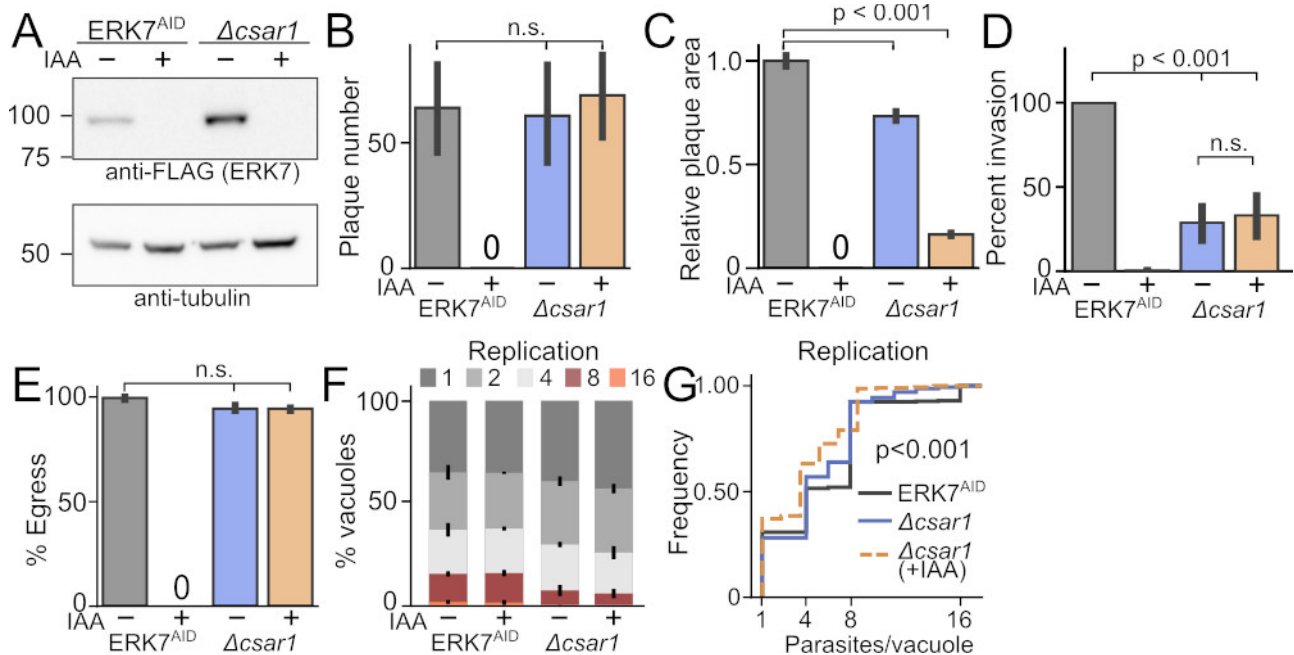 A
ERK7AID Δcsar1
IAA − + − +
100
75
anti-FLAG (ERK7)
50
anti-tubulin
B
n.s.
Plaque number
50
0
0
IAA − + − +
ERK7AID Δcsar1
C
p < 0.001
Relative plaque area
1.0
0.5
0
0
IAA − + − +
ERK7AID Δcsar1
D
p < 0.001
n.s.
Percent invasion
100
50
0
IAA − + − +
ERK7AID Δcsar1
E
n.s.
% Egress
100
50
0
0
IAA − + − +
ERK7AID Δcsar1
F
Replication
1 2 4 8 16
% vacuoles
100
50
0
IAA − + − +
ERK7AID Δcsar1
G
Replication
Frequency
1.00
0.50
0
p<0.001
ERK7AID
Δcsar1
Δcsar1
(+IAA)
1 4 8 16
Parasites/vacuole